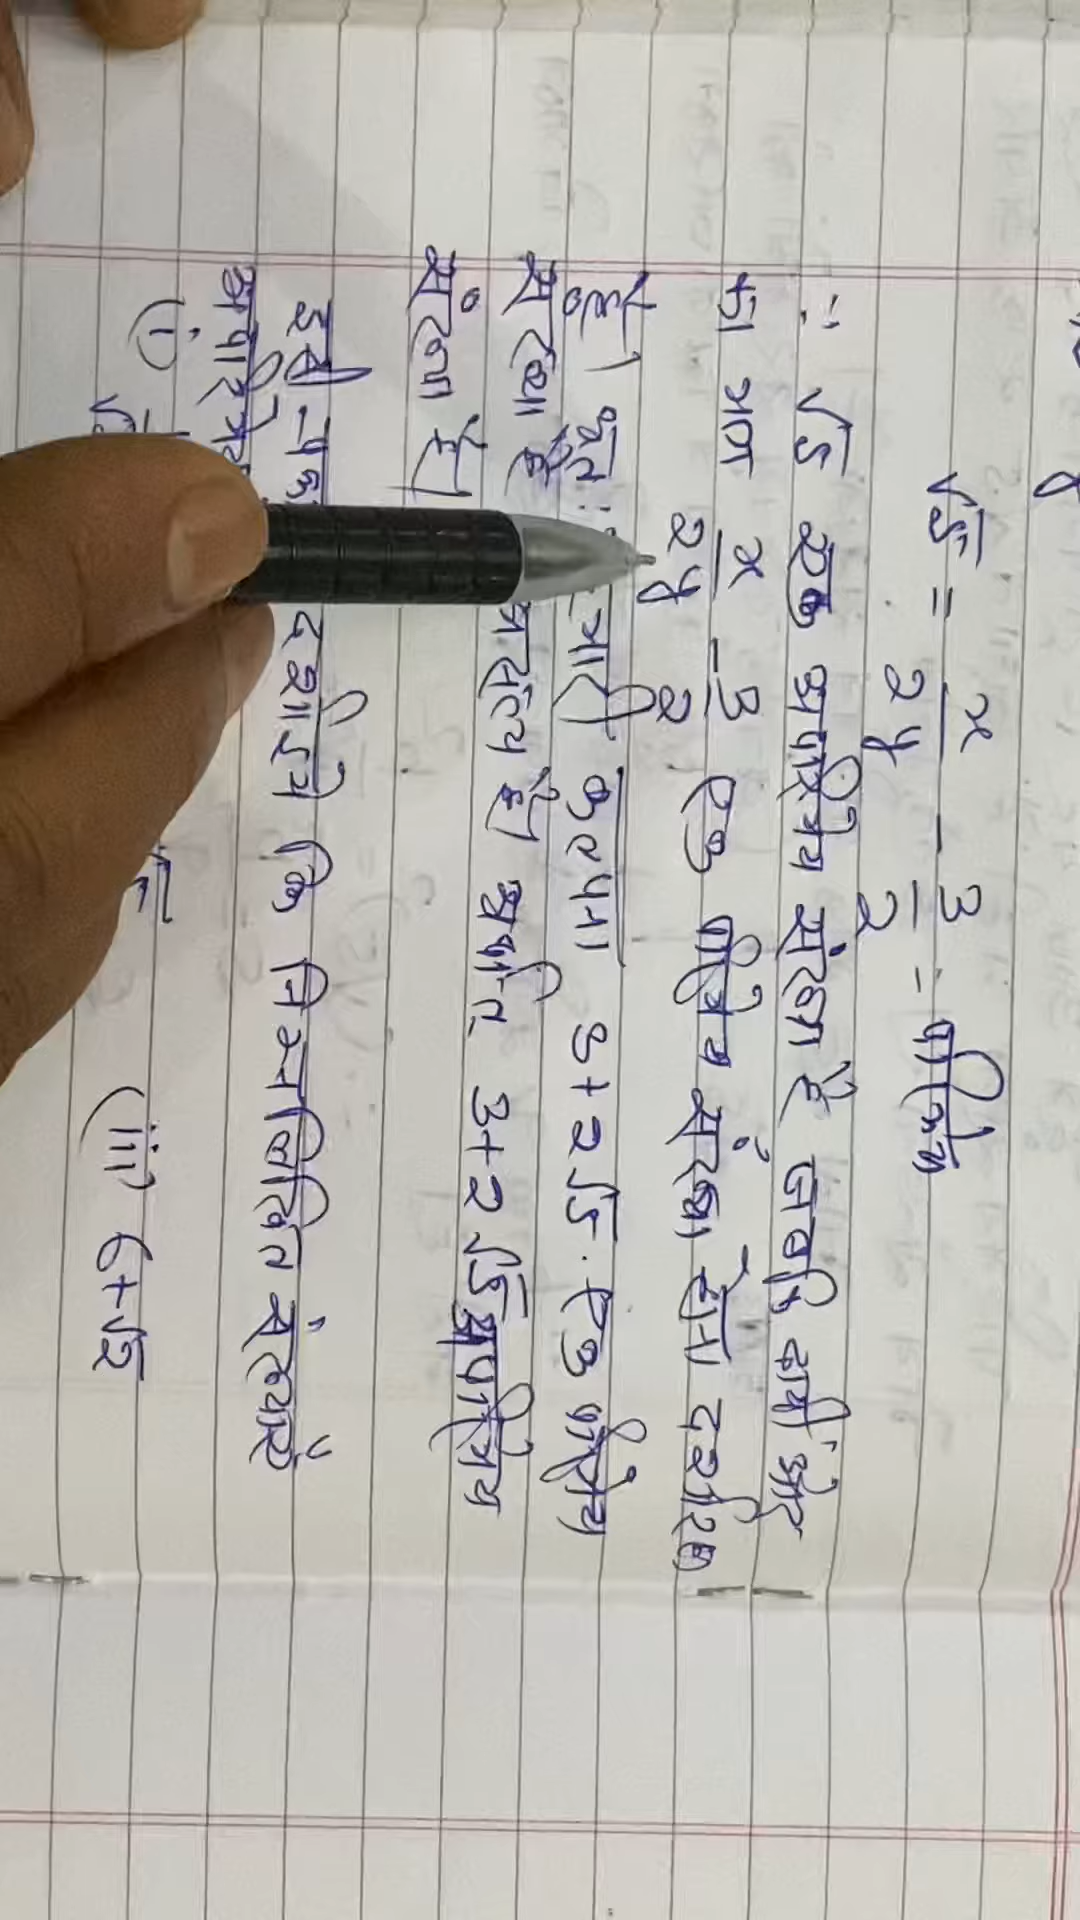 √5 = x/2y - 3/2 - परिमेय
∵ √5 एक अपरिमेय संख्या है जबकि दायीं ओर
का भाग x/2y - 3/2 एक परिमेय संख्या होना दर्शाता
है। अतः हमारी कल्पना 3+2√5 एक परिमेय
संख्या है असत्य है। अर्थात् 3+2√5 अपरिमेय
संख्या है।
इसी दर्शाइये कि निम्नलिखित संख्याएँ
(i) (iii) 6+√2